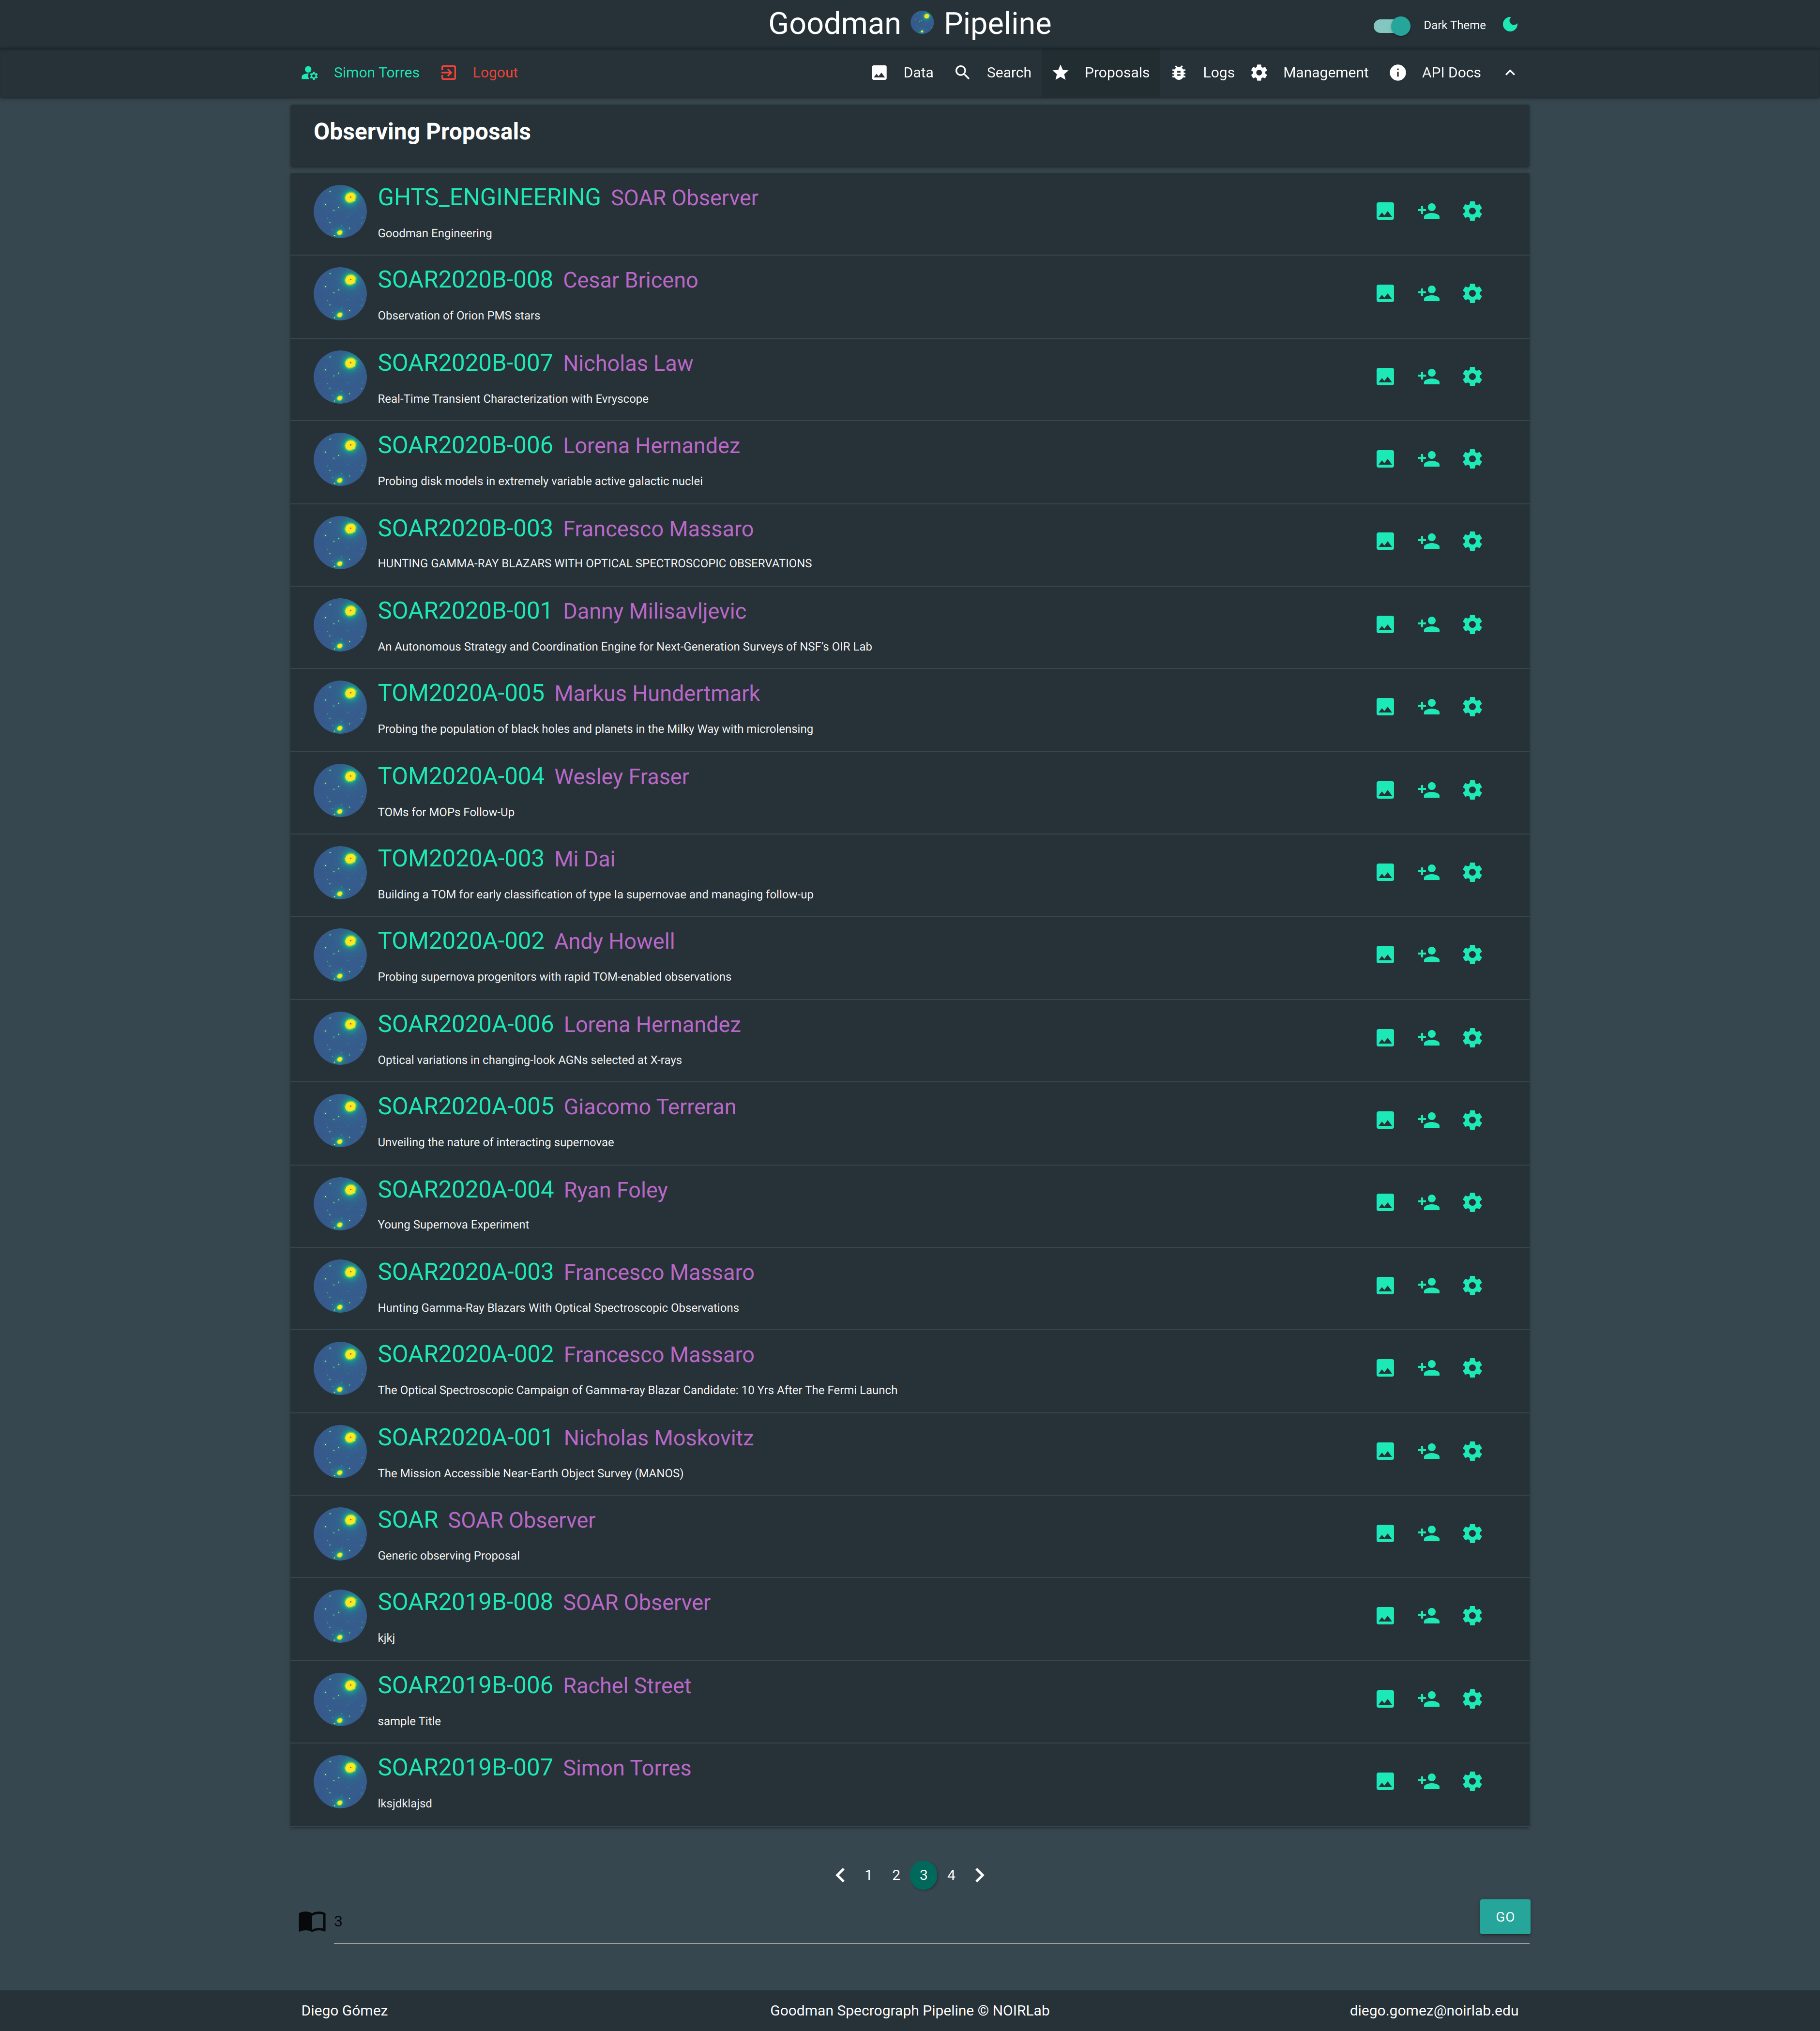 Goodman Pipeline
Dark Theme
Simon Torres Logout Data Search Proposals Logs Management API Docs
Observing Proposals
GHTS_ENGINEERING SOAR Observer
Goodman Engineering
SOAR2020B-008 Cesar Briceno
Observation of Orion PMS stars
SOAR2020B-007 Nicholas Law
Real-Time Transient Characterization with Evryscope
SOAR2020B-006 Lorena Hernandez
Probing disk models in extremely variable active galactic nuclei
SOAR2020B-003 Francesco Massaro
HUNTING GAMMA-RAY BLAZARS WITH OPTICAL SPECTROSCOPIC OBSERVATIONS
SOAR2020B-001 Danny Milisavljevic
An Autonomous Strategy and Coordination Engine for Next-Generation Surveys of NSF's OIR Lab
TOM2020A-005 Markus Hundertmark
Probing the population of black holes and planets in the Milky Way with microlensing
TOM2020A-004 Wesley Fraser
TOMs for MOPs Follow-Up
TOM2020A-003 Mi Dai
Building a TOM for early classification of type Ia supernovae and managing follow-up
TOM2020A-002 Andy Howell
Probing supernova progenitors with rapid TOM-enabled observations
SOAR2020A-006 Lorena Hernandez
Optical variations in changing-look AGNs selected at X-rays
SOAR2020A-005 Giacomo Terreran
Unveiling the nature of interacting supernovae
SOAR2020A-004 Ryan Foley
Young Supernova Experiment
SOAR2020A-003 Francesco Massaro
Hunting Gamma-Ray Blazars With Optical Spectroscopic Observations
SOAR2020A-002 Francesco Massaro
The Optical Spectroscopic Campaign of Gamma-ray Blazar Candidate: 10 Yrs After The Fermi Launch
SOAR2020A-001 Nicholas Moskovitz
The Mission Accessible Near-Earth Object Survey (MANOS)
SOAR SOAR Observer
Generic observing Proposal
SOAR2019B-008 SOAR Observer
kjkj
SOAR2019B-006 Rachel Street
sample Title
SOAR2019B-007 Simon Torres
lksjdklajsd
1 2 3 4
3 GO
Diego Gómez Goodman Specrograph Pipeline © NOIRLab diego.gomez@noirlab.edu